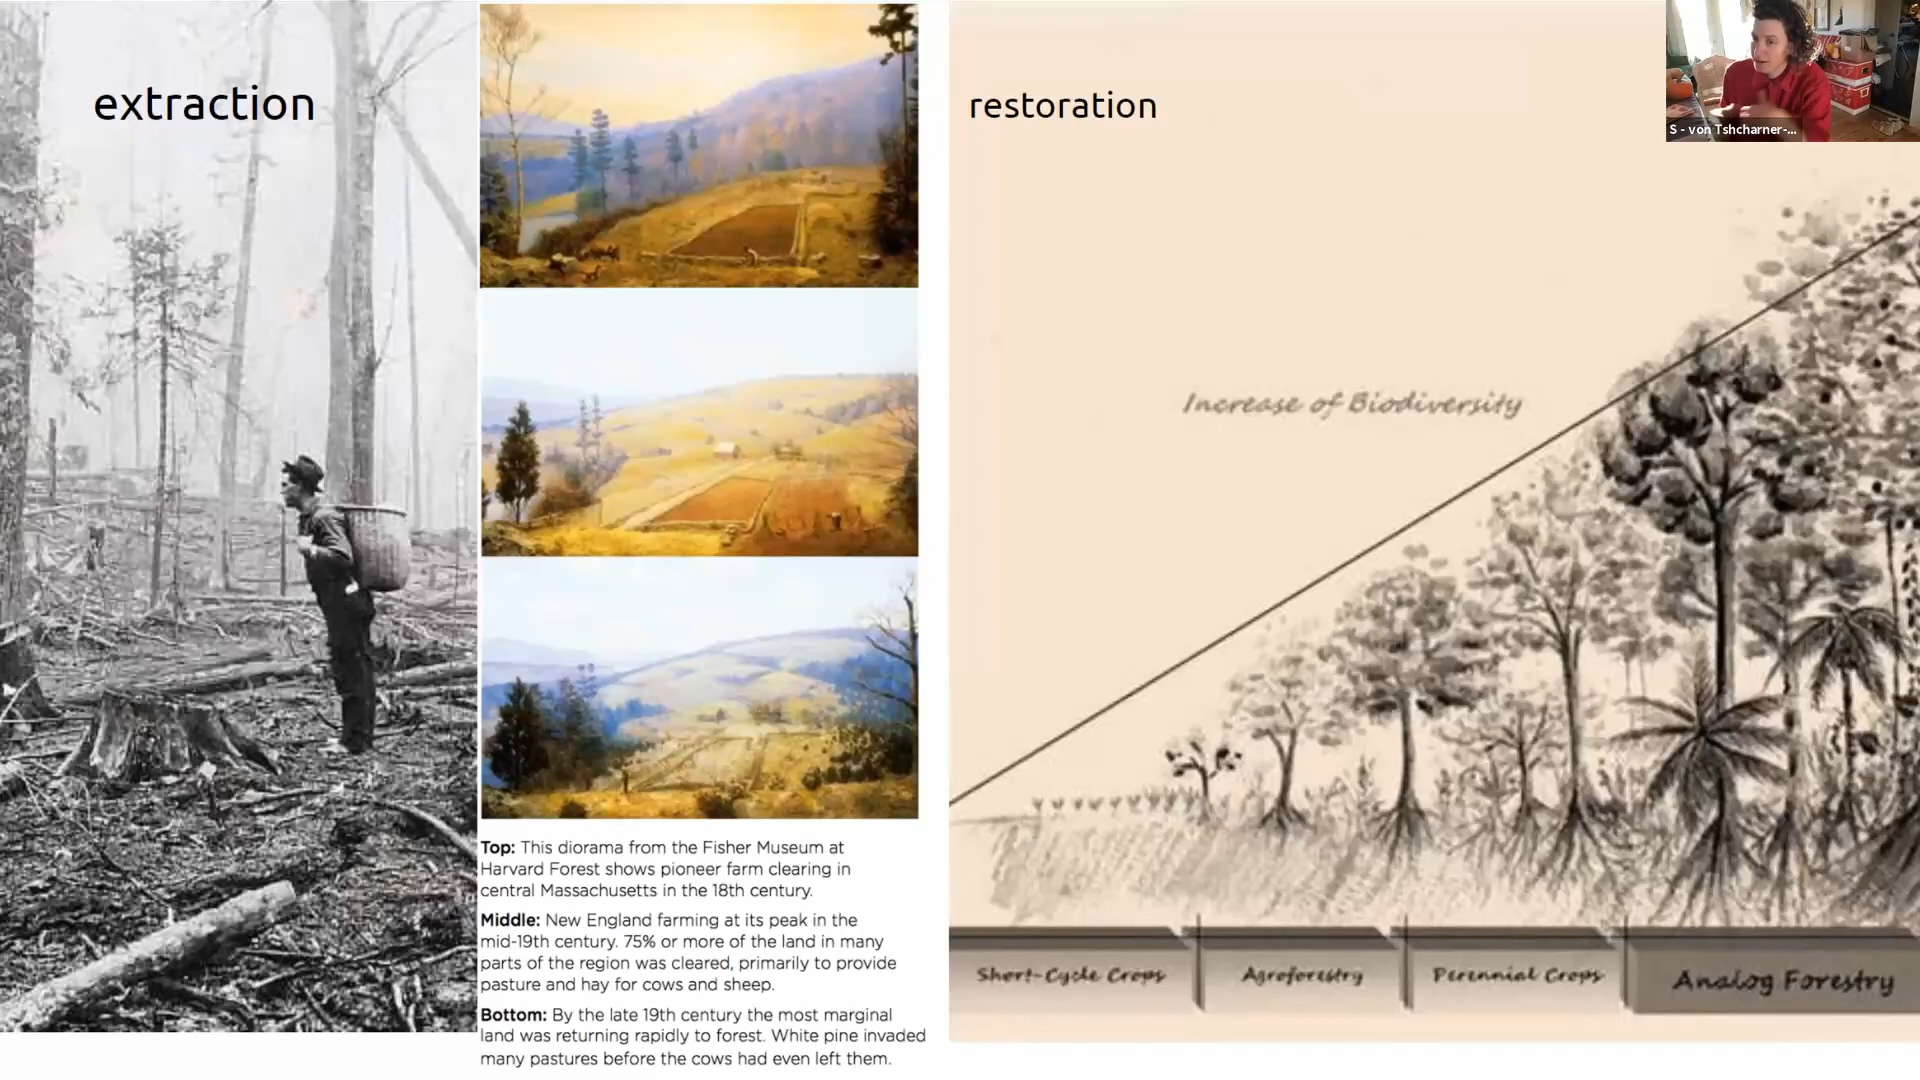 extraction
Top: This diorama from the Fisher Museum at
Harvard Forest shows pioneer farm clearing in
central Massachusetts in the 18th century.
Middle: New England farming at its peak in the
mid-19th century. 75% or more of the land in many
parts of the region was cleared, primarily to provide
pasture and hay for cows and sheep.
Bottom: By the late 19th century the most marginal
land was returning rapidly to forest. White pine invaded
many pastures before the cows had even left them.
restoration
Increase of Biodiversity
Short-Cycle Crops
Agroforestry
Perennial Crops
Analog Forestry
S - von Tshcharner-...